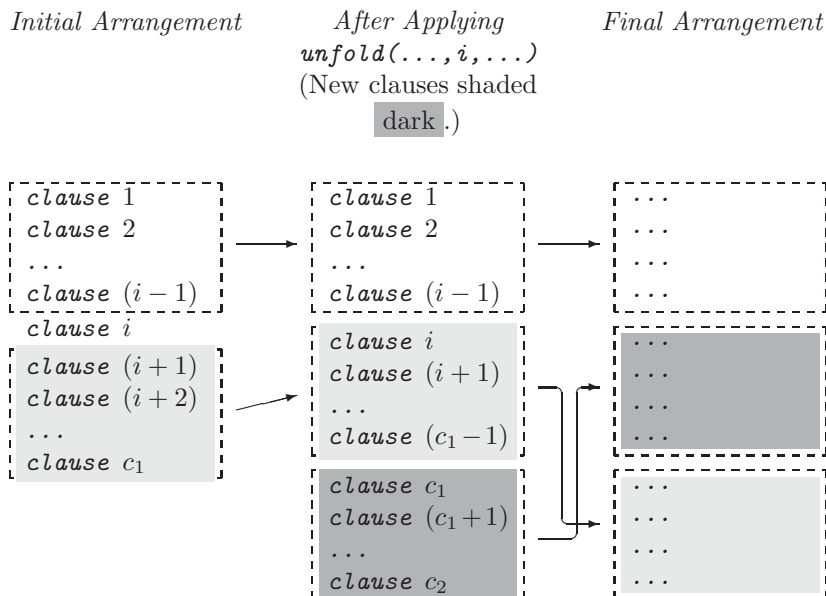 Initial Arrangement
After Applying
unfold(...,i,...)
(New clauses shaded
dark.)
Final Arrangement
clause 1
clause 2
...
clause (i − 1)
clause i
clause (i + 1)
clause (i + 2)
...
clause c₁
clause 1
clause 2
...
clause (i − 1)
clause i
clause (i + 1)
...
clause (c₁ − 1)
clause c₁
clause (c₁ + 1)
...
clause c₂
...
...
...
...
...
...
...
...
...
...
...
...